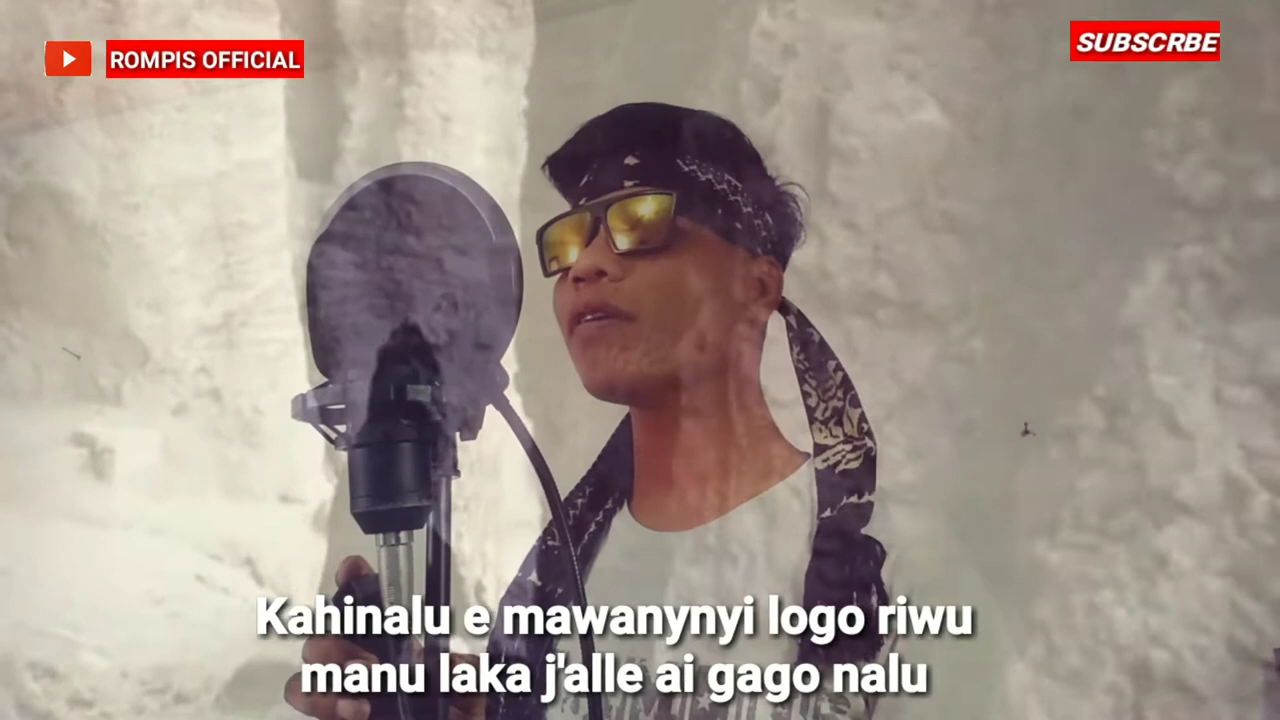 ROMPIS OFFICIAL
SUBSCRBE
Kahinalu e mawanynyi logo riwu
manu laka j'alle ai gago nalu